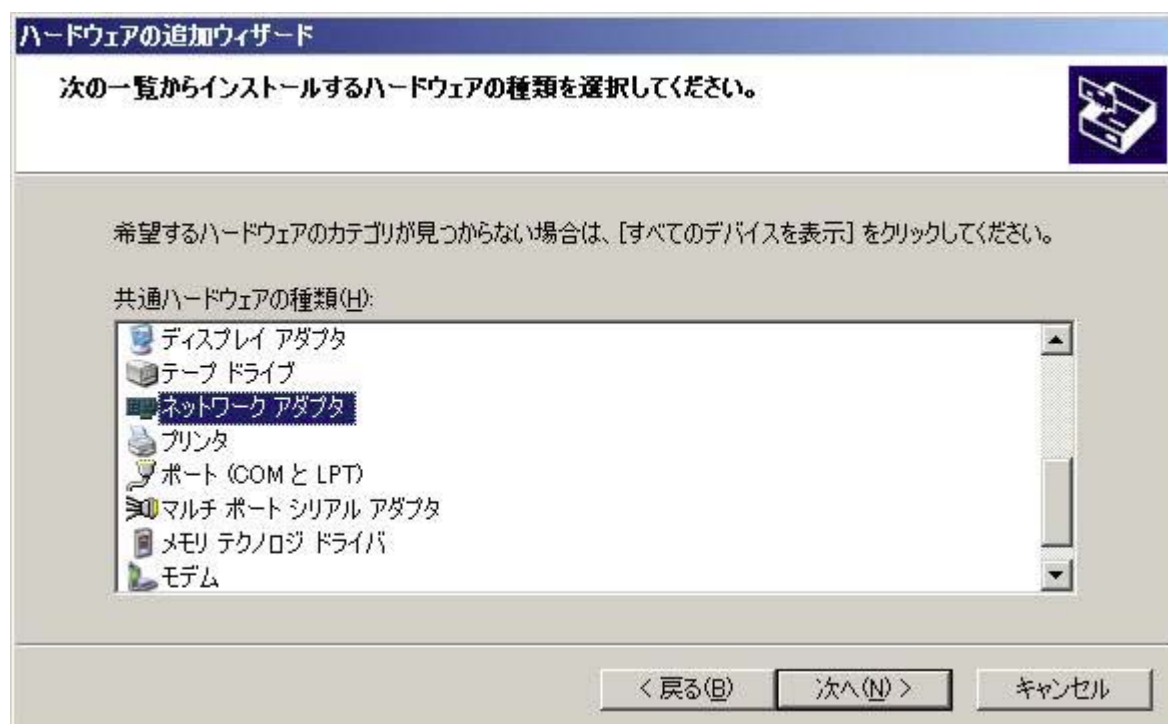 ハードウェアの追加ウィザード
次の一覧からインストールするハードウェアの種類を選択してください。
希望するハードウェアのカテゴリが見つからない場合は、[すべてのデバイスを表示] をクリックしてください。
共通ハードウェアの種類(H):
ディスプレイ アダプタ
テープ ドライブ
ネットワーク アダプタ
プリンタ
ポート (COM と LPT)
マルチ ポート シリアル アダプタ
メモリ テクノロジ ドライバ
モデム
< 戻る(B) 次へ(N) > キャンセル